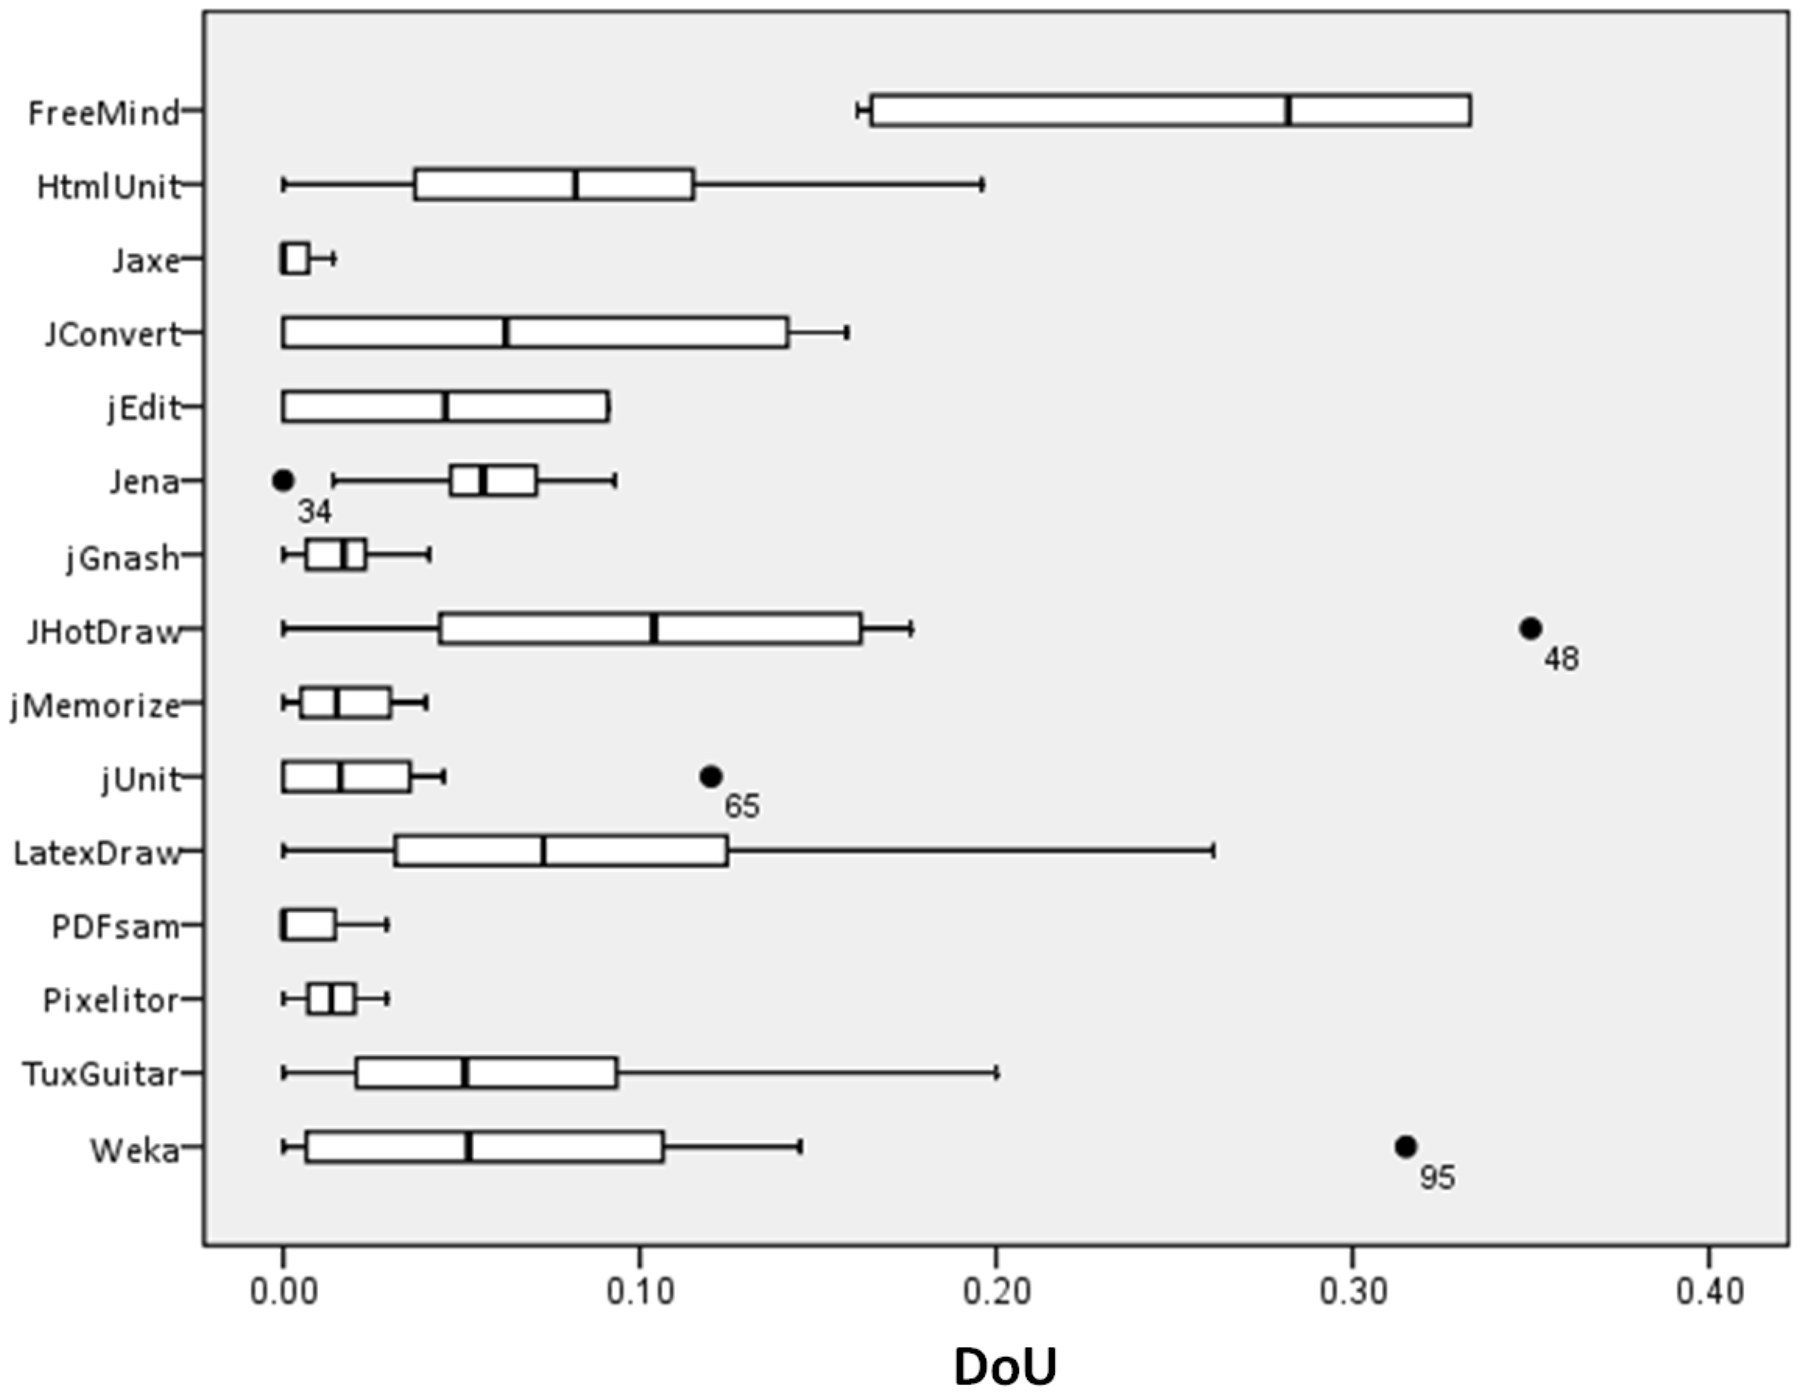 FreeMind
HtmlUnit
Jaxe
JConvert
jEdit
Jena
34
jGnash
JHotDraw
48
jMemorize
jUnit
65
LatexDraw
PDFsam
Pixelitor
TuxGuitar
Weka
95
0.00 0.10 0.20 0.30 0.40
DoU